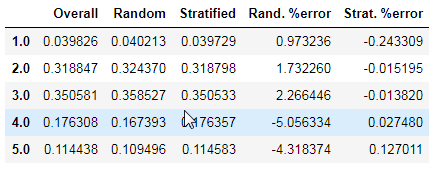 Overall Random Stratified Rand. %error Strat. %error
1.0 0.039826 0.040213 0.039729 0.973236 -0.243309
2.0 0.318847 0.324370 0.318798 1.732260 -0.015195
3.0 0.350581 0.358527 0.350533 2.266446 -0.013820
4.0 0.176308 0.167393 0.176357 -5.056334 0.027480
5.0 0.114438 0.109496 0.114583 -4.318374 0.127011